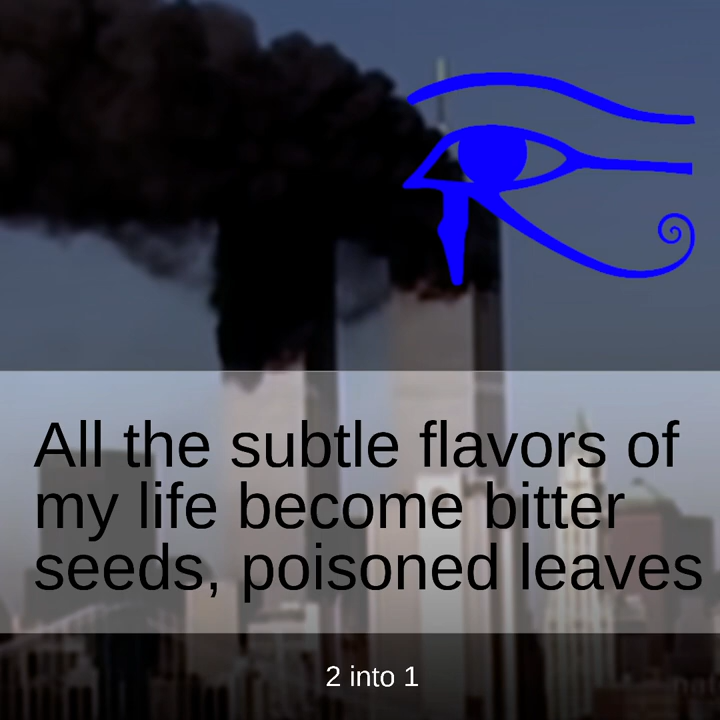 All the subtle flavors of
my life become bitter
seeds, poisoned leaves
2 into 1